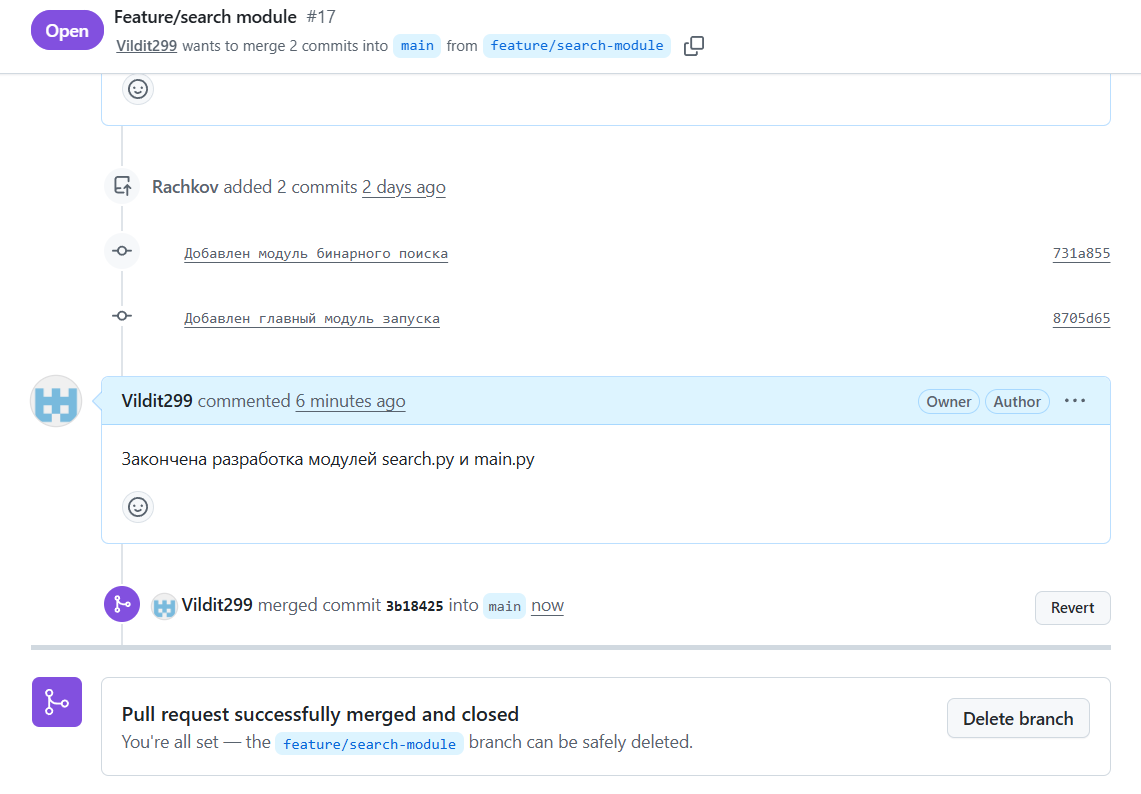 Open
Feature/search module #17
Vildit299 wants to merge 2 commits into main from feature/search-module
Rachkov added 2 commits 2 days ago
Добавлен модуль бинарного поиска 731a855
Добавлен главный модуль запуска 8705d65
Vildit299 commented 6 minutes ago Owner Author
Закончена разработка модулей search.py и main.py
Vildit299 merged commit 3b18425 into main now Revert
Pull request successfully merged and closed
You're all set — the feature/search-module branch can be safely deleted.
Delete branch